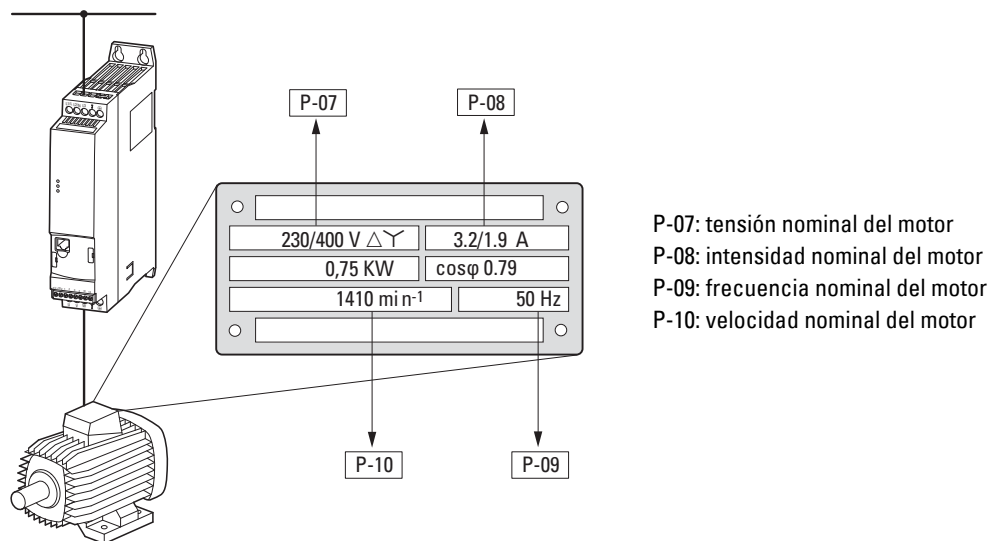 P-07 P-08
230/400 V △ Y 3.2/1.9 A
0,75 KW cosφ 0.79
1410 min-1 50 Hz
P-10 P-09
P-07: tensión nominal del motor
P-08: intensidad nominal del motor
P-09: frecuencia nominal del motor
P-10: velocidad nominal del motor